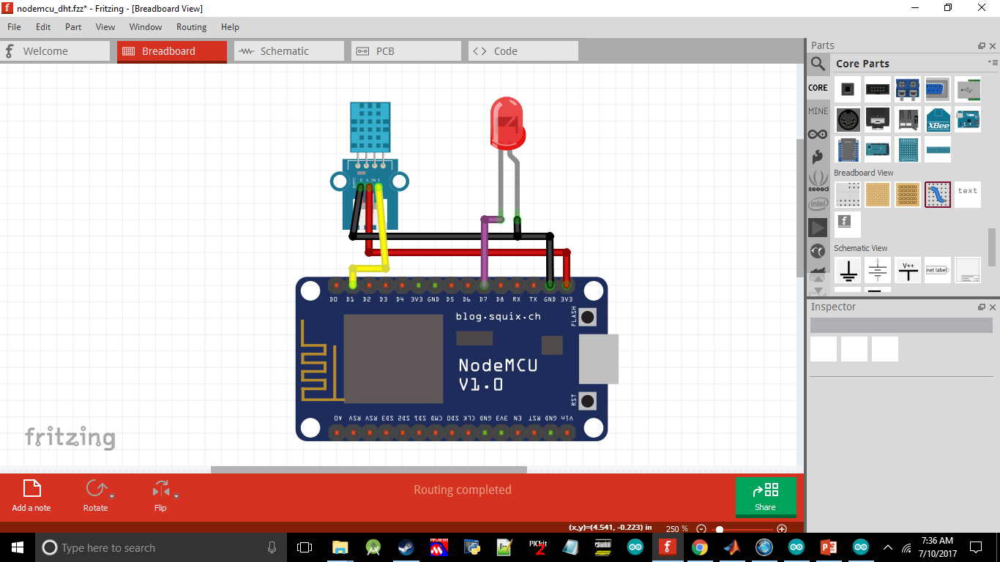 nodemcu_dht.fzz* - Fritzing - [Breadboard View]
File Edit Part View Window Routing Help
Welcome Breadboard Schematic PCB Code
Parts
Core Parts
CORE
MINE
XBee
Breadboard View
seeed
intel
text
Schematic View
V++
net label
DHT11
D0 D1 D2 D3 D4 3V3 GND D5 D6 D7 D8 RX TX GND 3V3
blog.squix.ch
FLASH
NodeMCU
V1.0
RST
A0 RSV RSV SD3 SD2 SD1 CMD SD0 CLK GND 3V3 EN RST GND Vin
fritzing
Inspector
Add a note
Rotate
Flip
Routing completed
Share
(x,y)=(4.541, -0.223) in
250 %
Type here to search
MPLAB IDE
PICkit
2
7:36 AM
7/10/2017